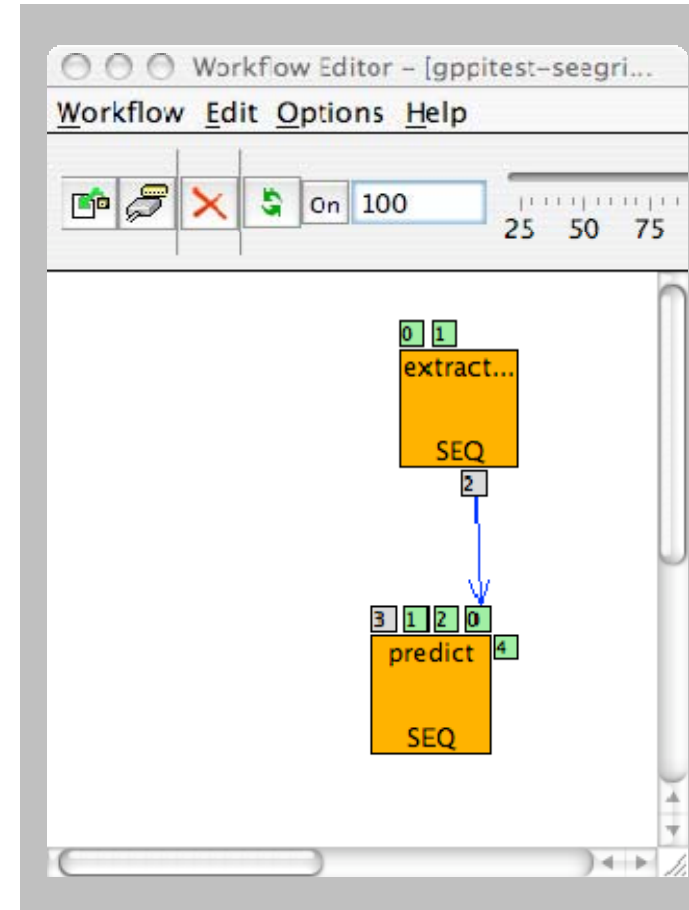 Workflow Editor – [gppitest–seegri...
Workflow Edit Options Help
On 100
25 50 75
0 1
extract...
SEQ
2
3 1 2 0
predict 4
SEQ